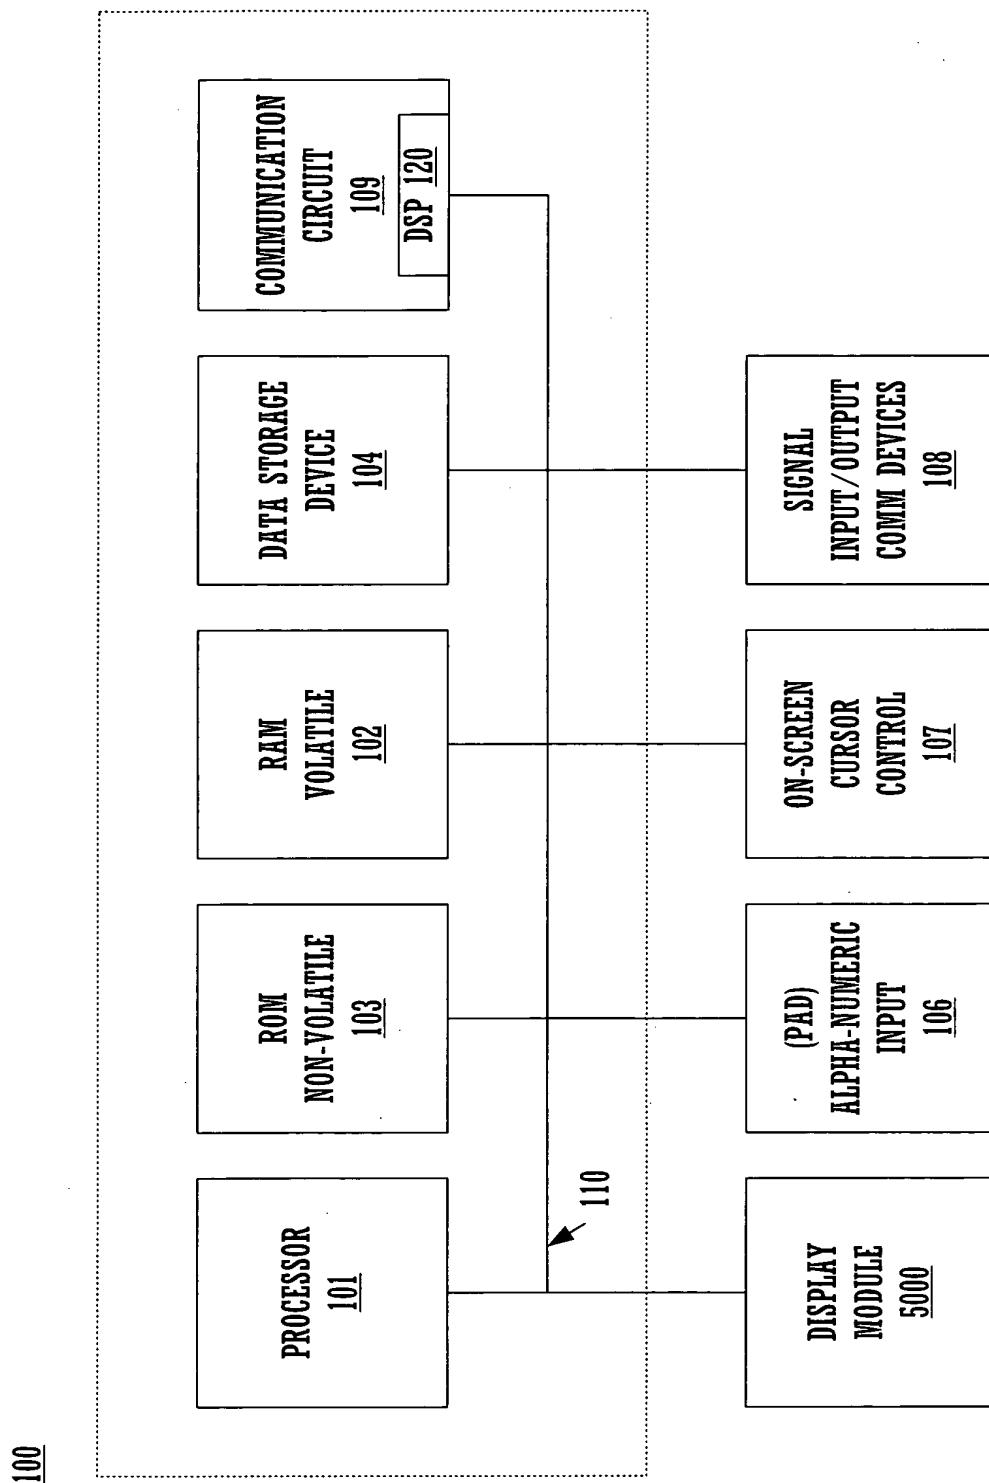 100
PROCESSOR
101
ROM
NON-VOLATILE
103
RAM
VOLATILE
102
DATA STORAGE
DEVICE
104
COMMUNICATION
CIRCUIT
109
DSP 120
110
DISPLAY
MODULE
5000
(PAD)
ALPHA-NUMERIC
INPUT
106
ON-SCREEN
CURSOR
CONTROL
107
SIGNAL
INPUT/OUTPUT
COMM DEVICES
108